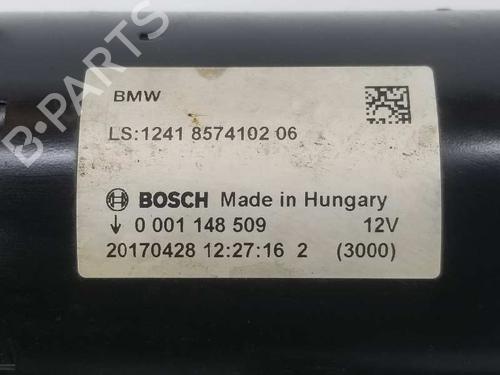 BMW
LS:1241 8574102 06
BOSCH Made in Hungary
↓ 0 001 148 509 12V
20170428 12:27:16 2 (3000)
B-PARTS